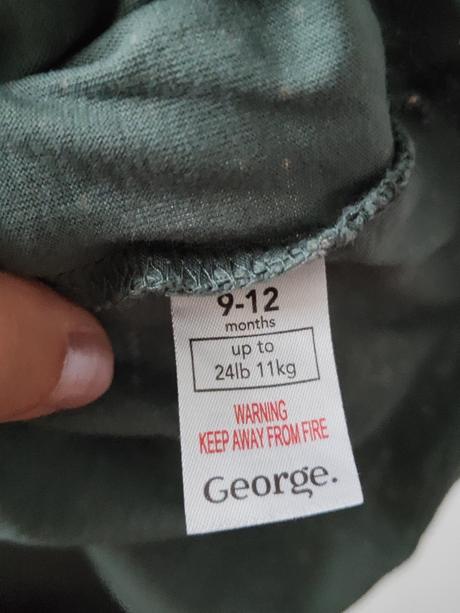 9-12
months
up to
24lb 11kg
WARNING
KEEP AWAY FROM FIRE
George.